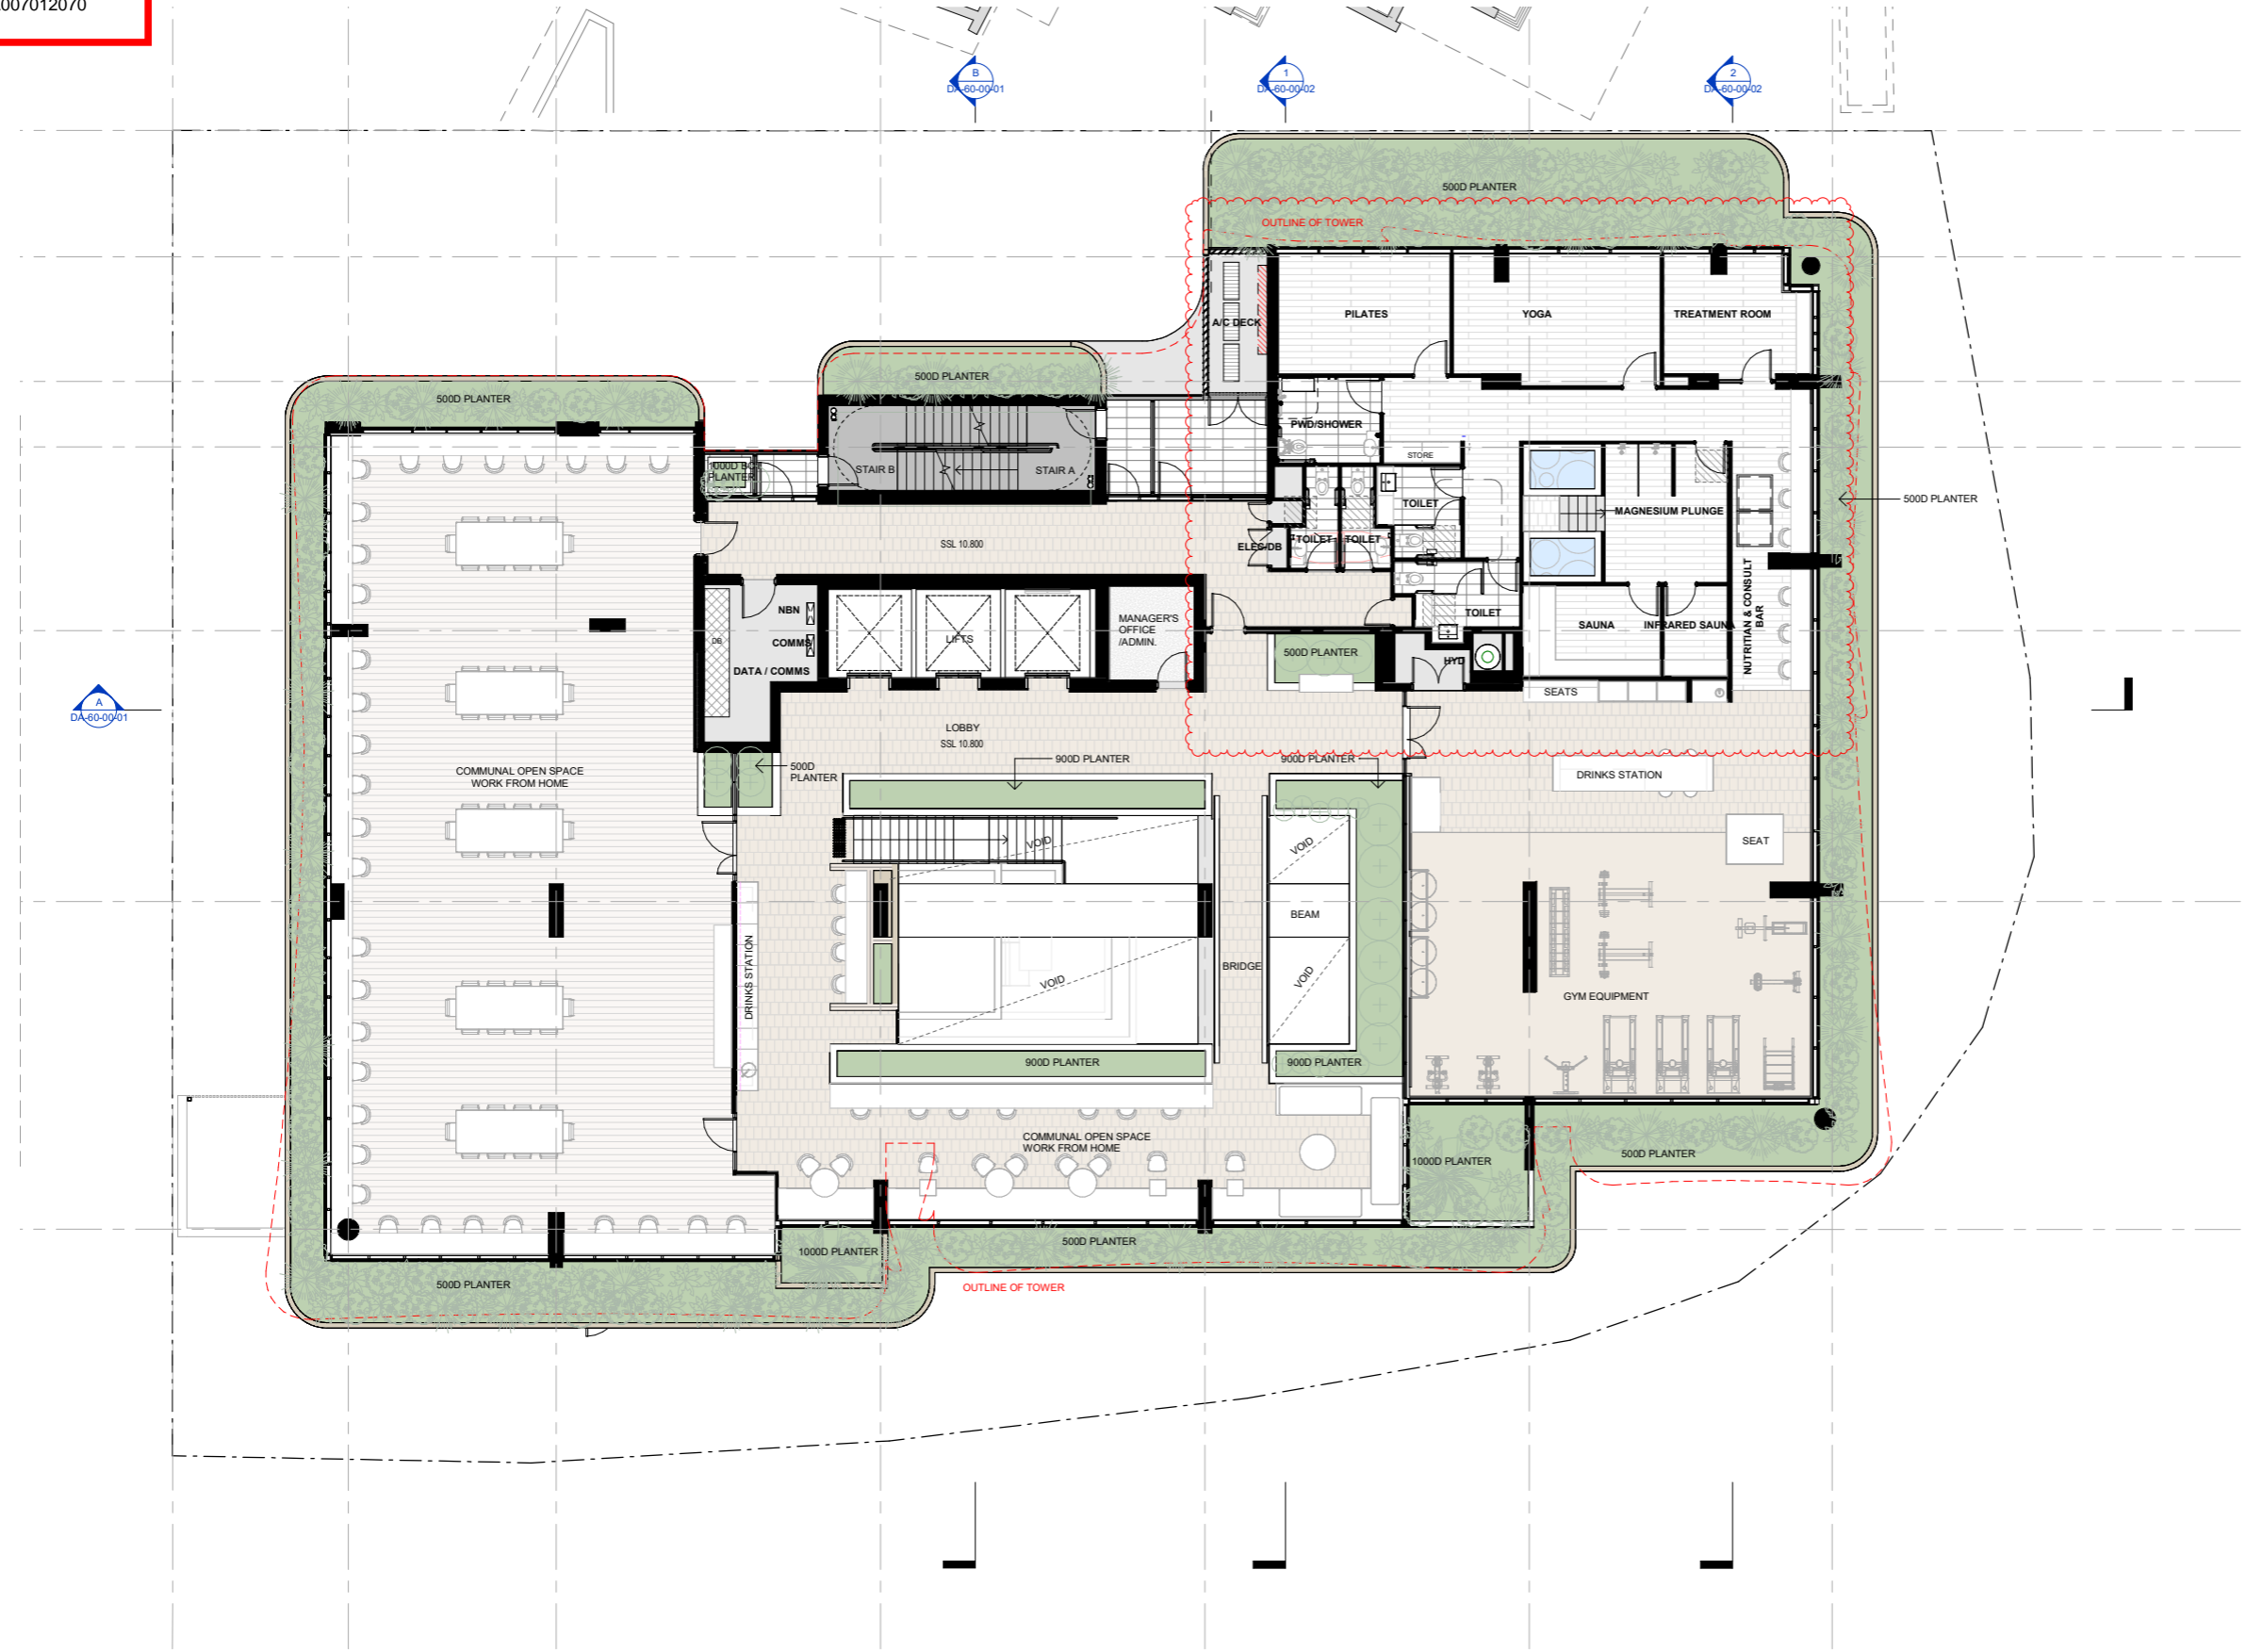 007012070
B
DA-60-00-01
1
DA-60-00-02
2
DA-60-00-02
500D PLANTER
OUTLINE OF TOWER
A/C DECK
PILATES
YOGA
TREATMENT ROOM
500D PLANTER
500D PLANTER
PWD/SHOWER
STORE
1000D BOX
PLANTER
STAIR B
STAIR A
TOILET
MAGNESIUM PLUNGE
500D PLANTER
SSL 10.800
ELEC/DB
TOILET
TOILET
NBN
COMMS
DB
DATA / COMMS
LIFTS
MANAGER'S
OFFICE
/ADMIN.
TOILET
SAUNA
INFRARED SAUNA
NUTRITIAN & CONSULT
BAR
500D PLANTER
HYD
SEATS
A
DA-60-00-01
LOBBY
SSL 10.800
COMMUNAL OPEN SPACE
WORK FROM HOME
500D
PLANTER
900D PLANTER
900D PLANTER
DRINKS STATION
VOID
VOID
SEAT
BEAM
DRINKS STATION
VOID
BRIDGE
VOID
GYM EQUIPMENT
900D PLANTER
900D PLANTER
COMMUNAL OPEN SPACE
WORK FROM HOME
1000D PLANTER
500D PLANTER
1000D PLANTER
500D PLANTER
500D PLANTER
OUTLINE OF TOWER